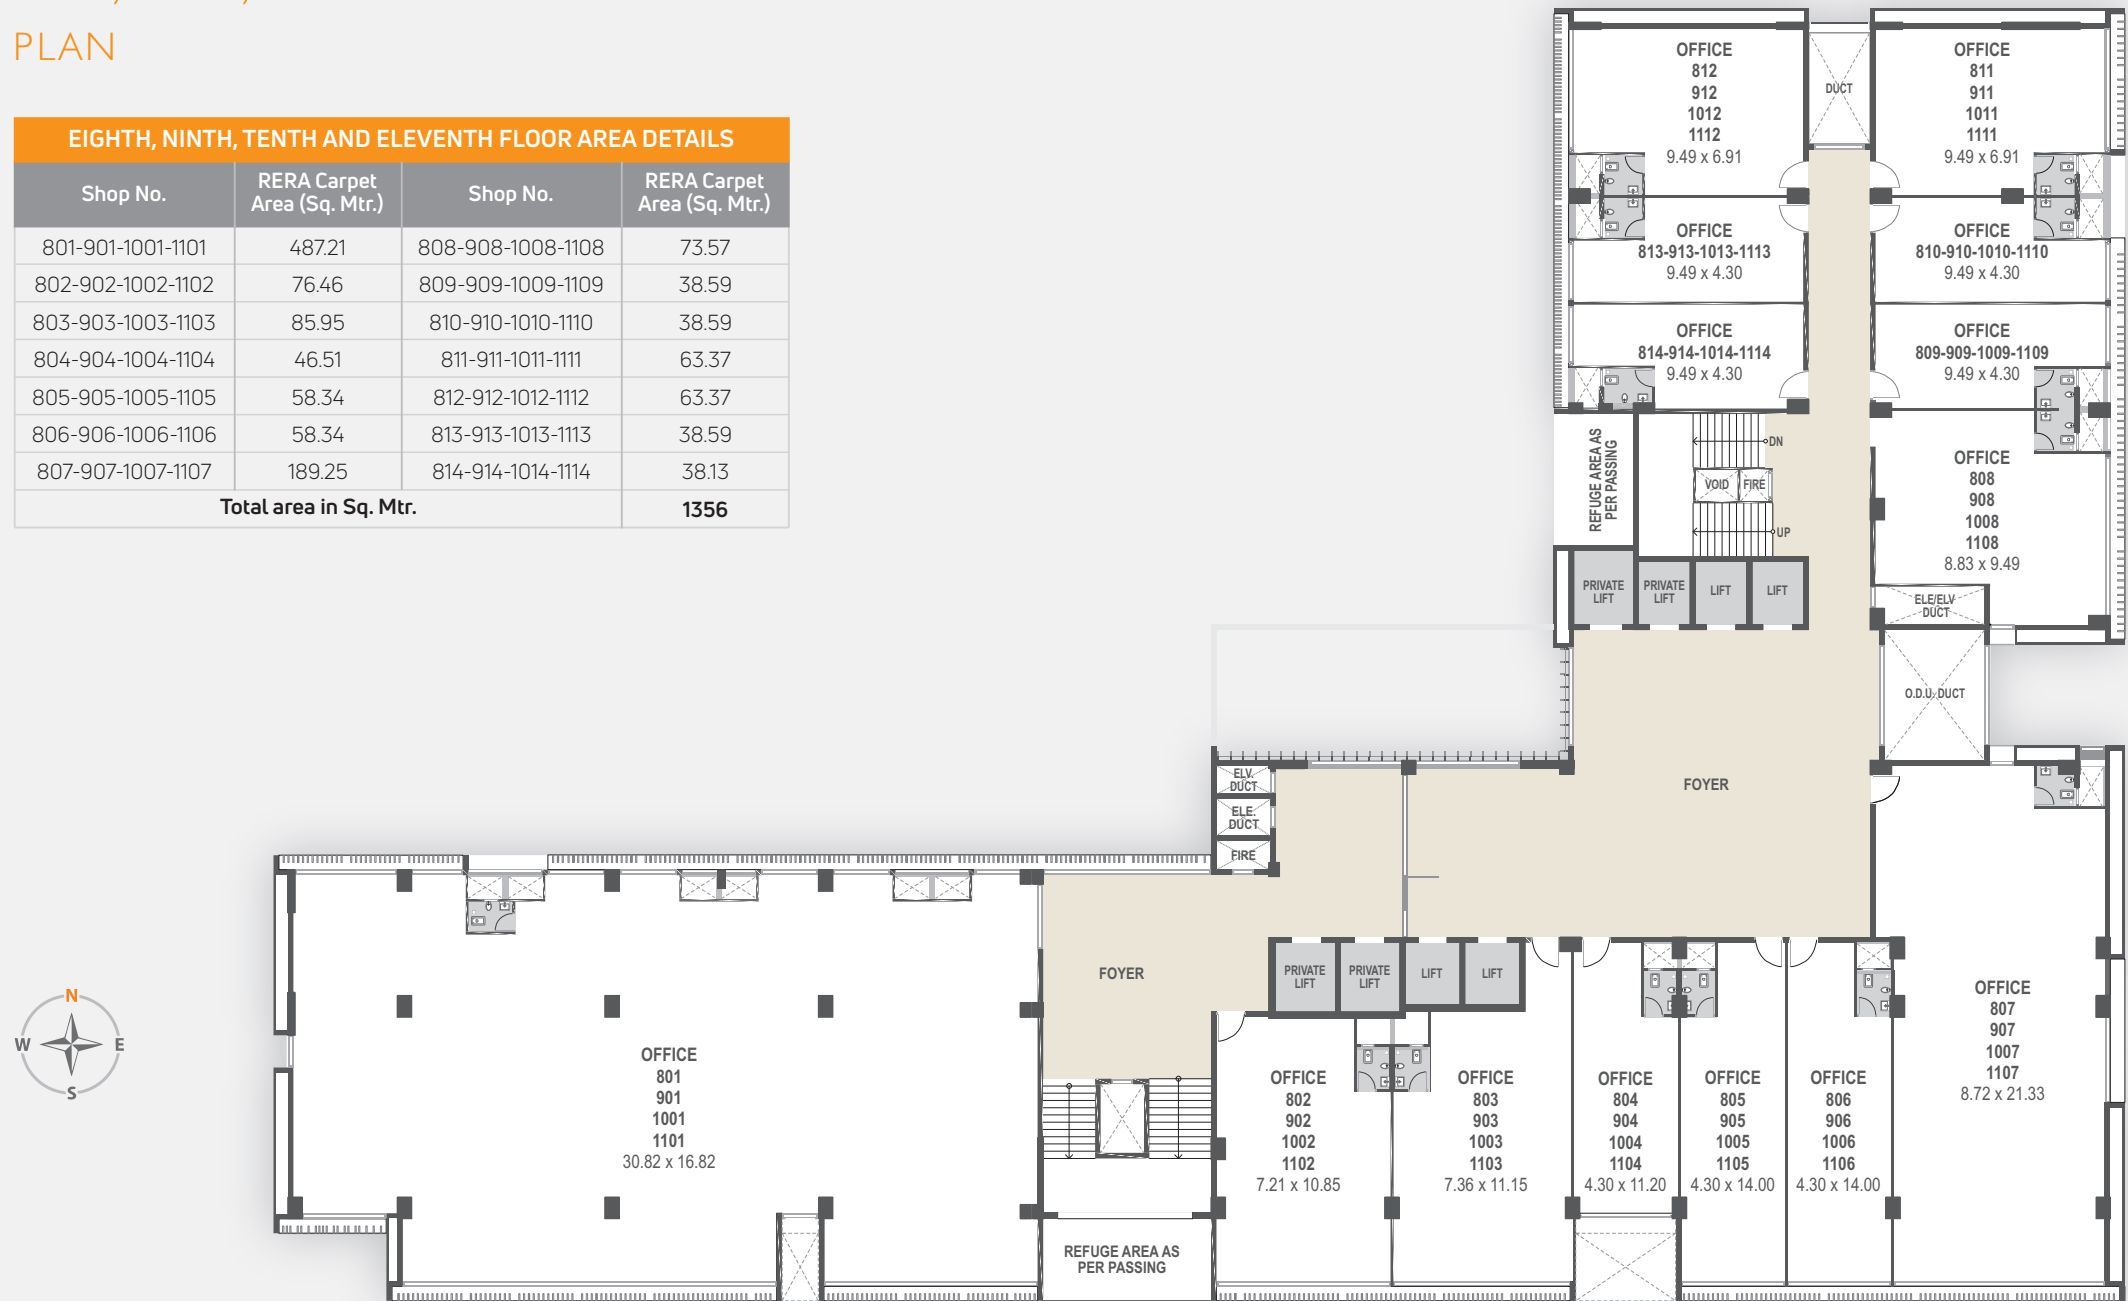 PLAN
EIGHTH, NINTH, TENTH AND ELEVENTH FLOOR AREA DETAILS
Shop No. RERA Carpet Area (Sq. Mtr.) Shop No. RERA Carpet Area (Sq. Mtr.)
801-901-1001-1101 487.21 808-908-1008-1108 73.57
802-902-1002-1102 76.46 809-909-1009-1109 38.59
803-903-1003-1103 85.95 810-910-1010-1110 38.59
804-904-1004-1104 46.51 811-911-1011-1111 63.37
805-905-1005-1105 58.34 812-912-1012-1112 63.37
806-906-1006-1106 58.34 813-913-1013-1113 38.59
807-907-1007-1107 189.25 814-914-1014-1114 38.13
Total area in Sq. Mtr. 1356
OFFICE
812
912
1012
1112
9.49 x 6.91
DUCT
OFFICE
811
911
1011
1111
9.49 x 6.91
OFFICE
813-913-1013-1113
9.49 x 4.30
OFFICE
810-910-1010-1110
9.49 x 4.30
OFFICE
814-914-1014-1114
9.49 x 4.30
OFFICE
809-909-1009-1109
9.49 x 4.30
REFUGE AREA AS
PER PASSING
DN
VOID
FIRE
UP
OFFICE
808
908
1008
1108
8.83 x 9.49
PRIVATE
LIFT
PRIVATE
LIFT
LIFT
LIFT
ELE/ELV
DUCT
O.D.U. DUCT
ELV.
DUCT
ELE.
DUCT
FIRE
FOYER
FOYER
PRIVATE
LIFT
PRIVATE
LIFT
LIFT
LIFT
N
W
E
S
OFFICE
801
901
1001
1101
30.82 x 16.82
OFFICE
802
902
1002
1102
7.21 x 10.85
OFFICE
803
903
1003
1103
7.36 x 11.15
OFFICE
804
904
1004
1104
4.30 x 11.20
OFFICE
805
905
1005
1105
4.30 x 14.00
OFFICE
806
906
1006
1106
4.30 x 14.00
OFFICE
807
907
1007
1107
8.72 x 21.33
REFUGE AREA AS
PER PASSING